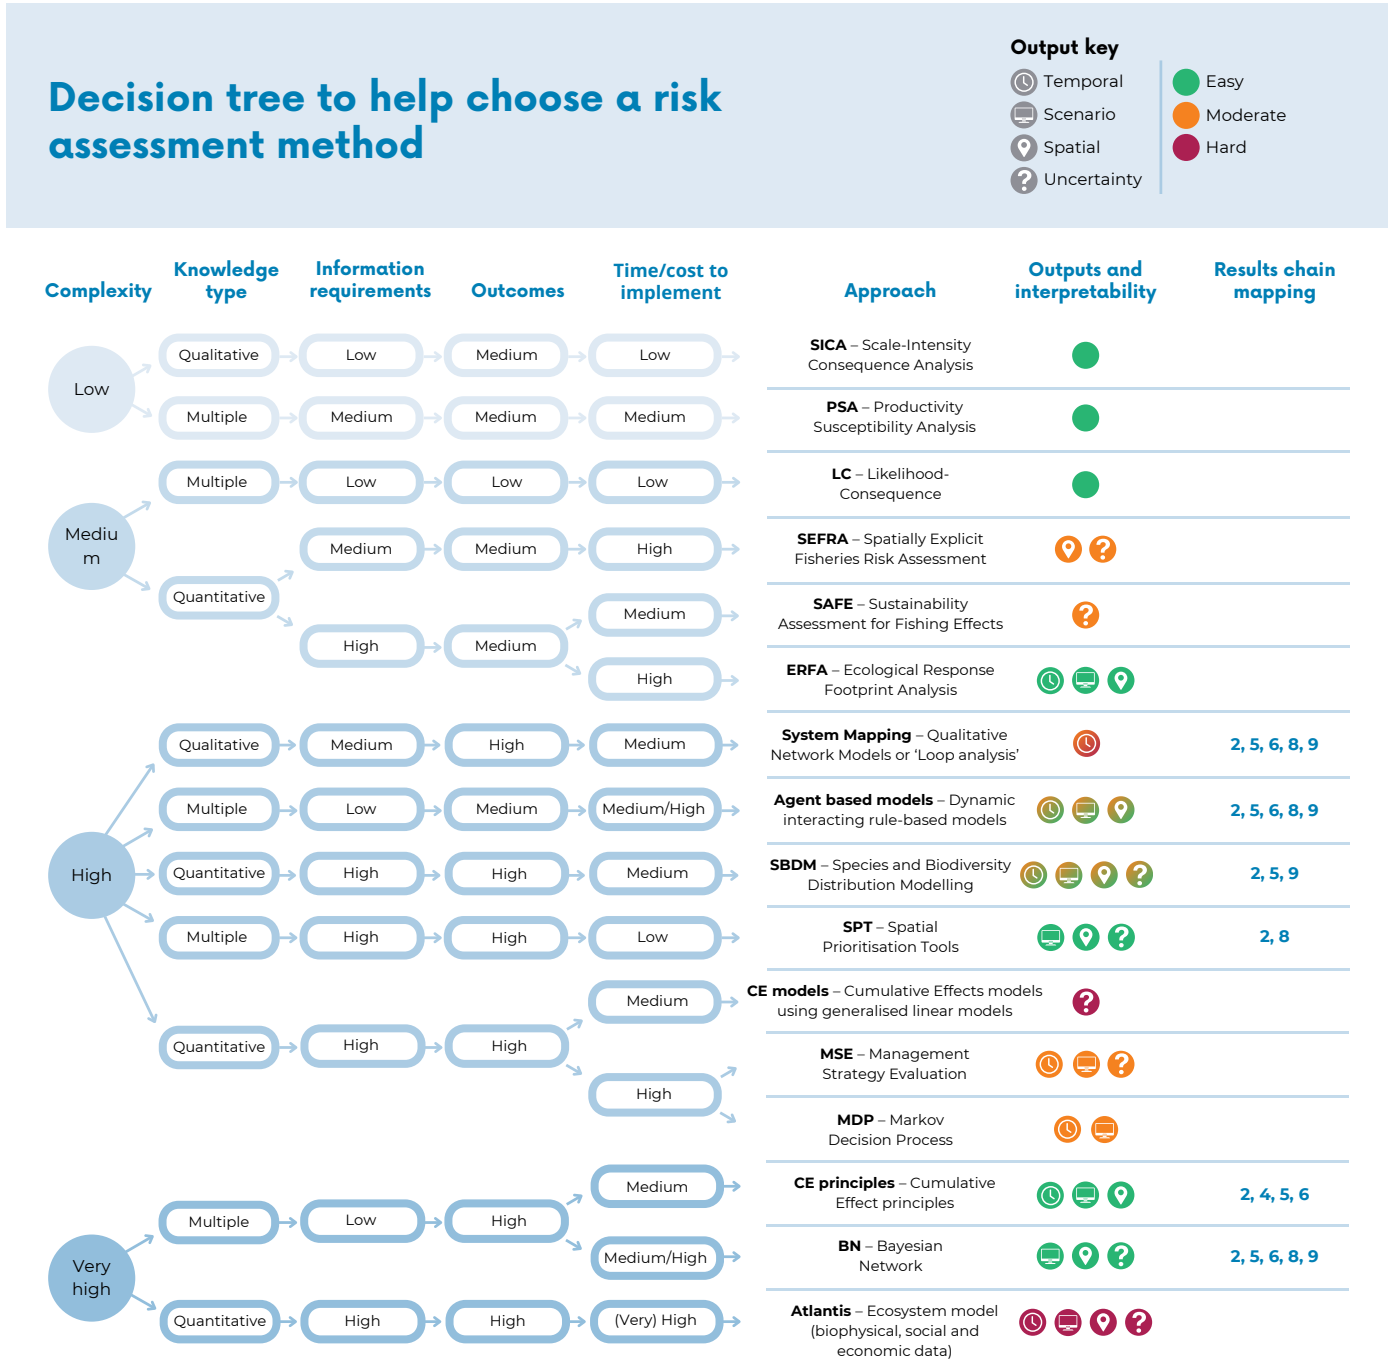 Decision tree to help choose a risk
assessment method
Output key
Temporal
Scenario
Spatial
Uncertainty
Easy
Moderate
Hard
Complexity
Knowledge
type
Information
requirements
Outcomes
Time/cost to
implement
Approach
Outputs and
interpretability
Results chain
mapping
Low
Qualitative
Low
Medium
Low
SICA – Scale-Intensity
Consequence Analysis
Multiple
Medium
Medium
Medium
PSA – Productivity
Susceptibility Analysis
Mediu
m
Multiple
Low
Low
Low
LC – Likelihood-
Consequence
Quantitative
Medium
Medium
High
SEFRA – Spatially Explicit
Fisheries Risk Assessment
High
Medium
Medium
SAFE – Sustainability
Assessment for Fishing Effects
High
ERFA – Ecological Response
Footprint Analysis
High
Qualitative
Medium
High
Medium
System Mapping – Qualitative
Network Models or ‘Loop analysis’
2, 5, 6, 8, 9
Multiple
Low
Medium
Medium/High
Agent based models – Dynamic
interacting rule-based models
2, 5, 6, 8, 9
Quantitative
High
High
Medium
SBDM – Species and Biodiversity
Distribution Modelling
2, 5, 9
Multiple
High
High
Low
SPT – Spatial
Prioritisation Tools
2, 8
Quantitative
High
High
Medium
CE models – Cumulative Effects models
using generalised linear models
High
MSE – Management
Strategy Evaluation
MDP – Markov
Decision Process
Very
high
Multiple
Low
High
Medium
CE principles – Cumulative
Effect principles
2, 4, 5, 6
Medium/High
BN – Bayesian
Network
2, 5, 6, 8, 9
Quantitative
High
High
(Very) High
Atlantis – Ecosystem model
(biophysical, social and
economic data)